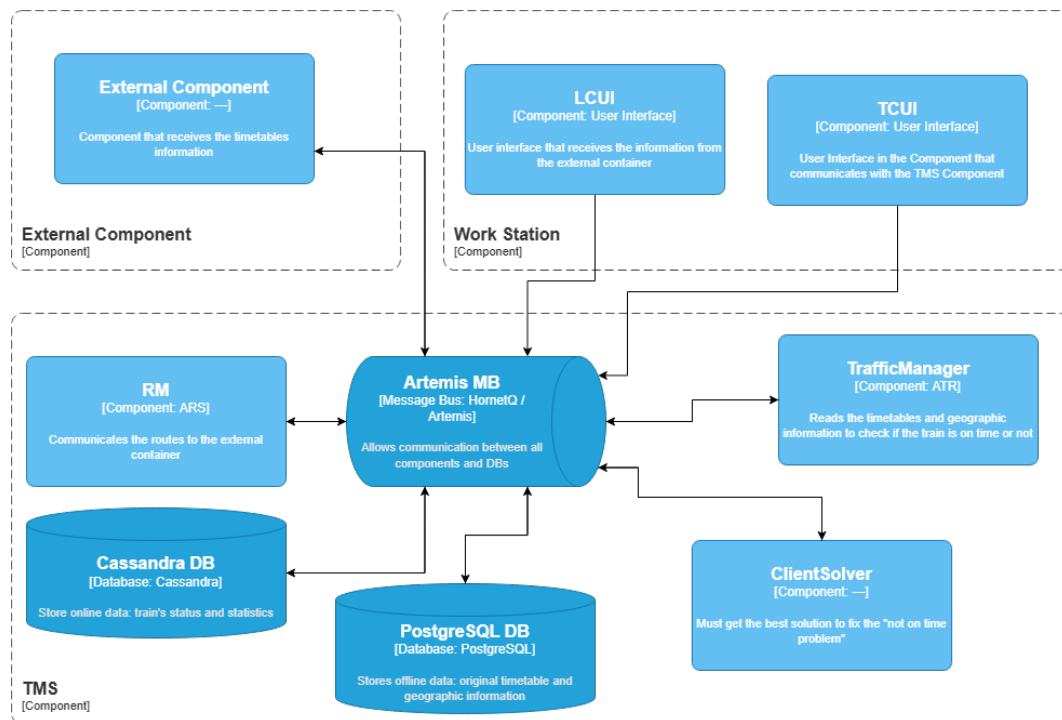 External Component
[Component: ---]
Component that receives the timetables
information
External Component
[Component]
LCUI
[Component: User Interface]
User interface that receives the information from
the external container
TCUI
[Component: User Interface]
User Interface in the Component that
communicates with the TMS Component
Work Station
[Component]
RM
[Component: ARS]
Communicates the routes to the external
container
Artemis MB
[Message Bus: HornetQ /
Artemis]
Allows communication between all
components and DBs
TrafficManager
[Component: ATR]
Reads the timetables and geographic
information to check if the train is on time or not
Cassandra DB
[Database: Cassandra]
Store online data: train's status and statistics
PostgreSQL DB
[Database: PostgreSQL]
Stores offline data: original timetable and
geographic information
ClientSolver
[Component: ---]
Must get the best solution to fix the "not on time
problem"
TMS
[Component]